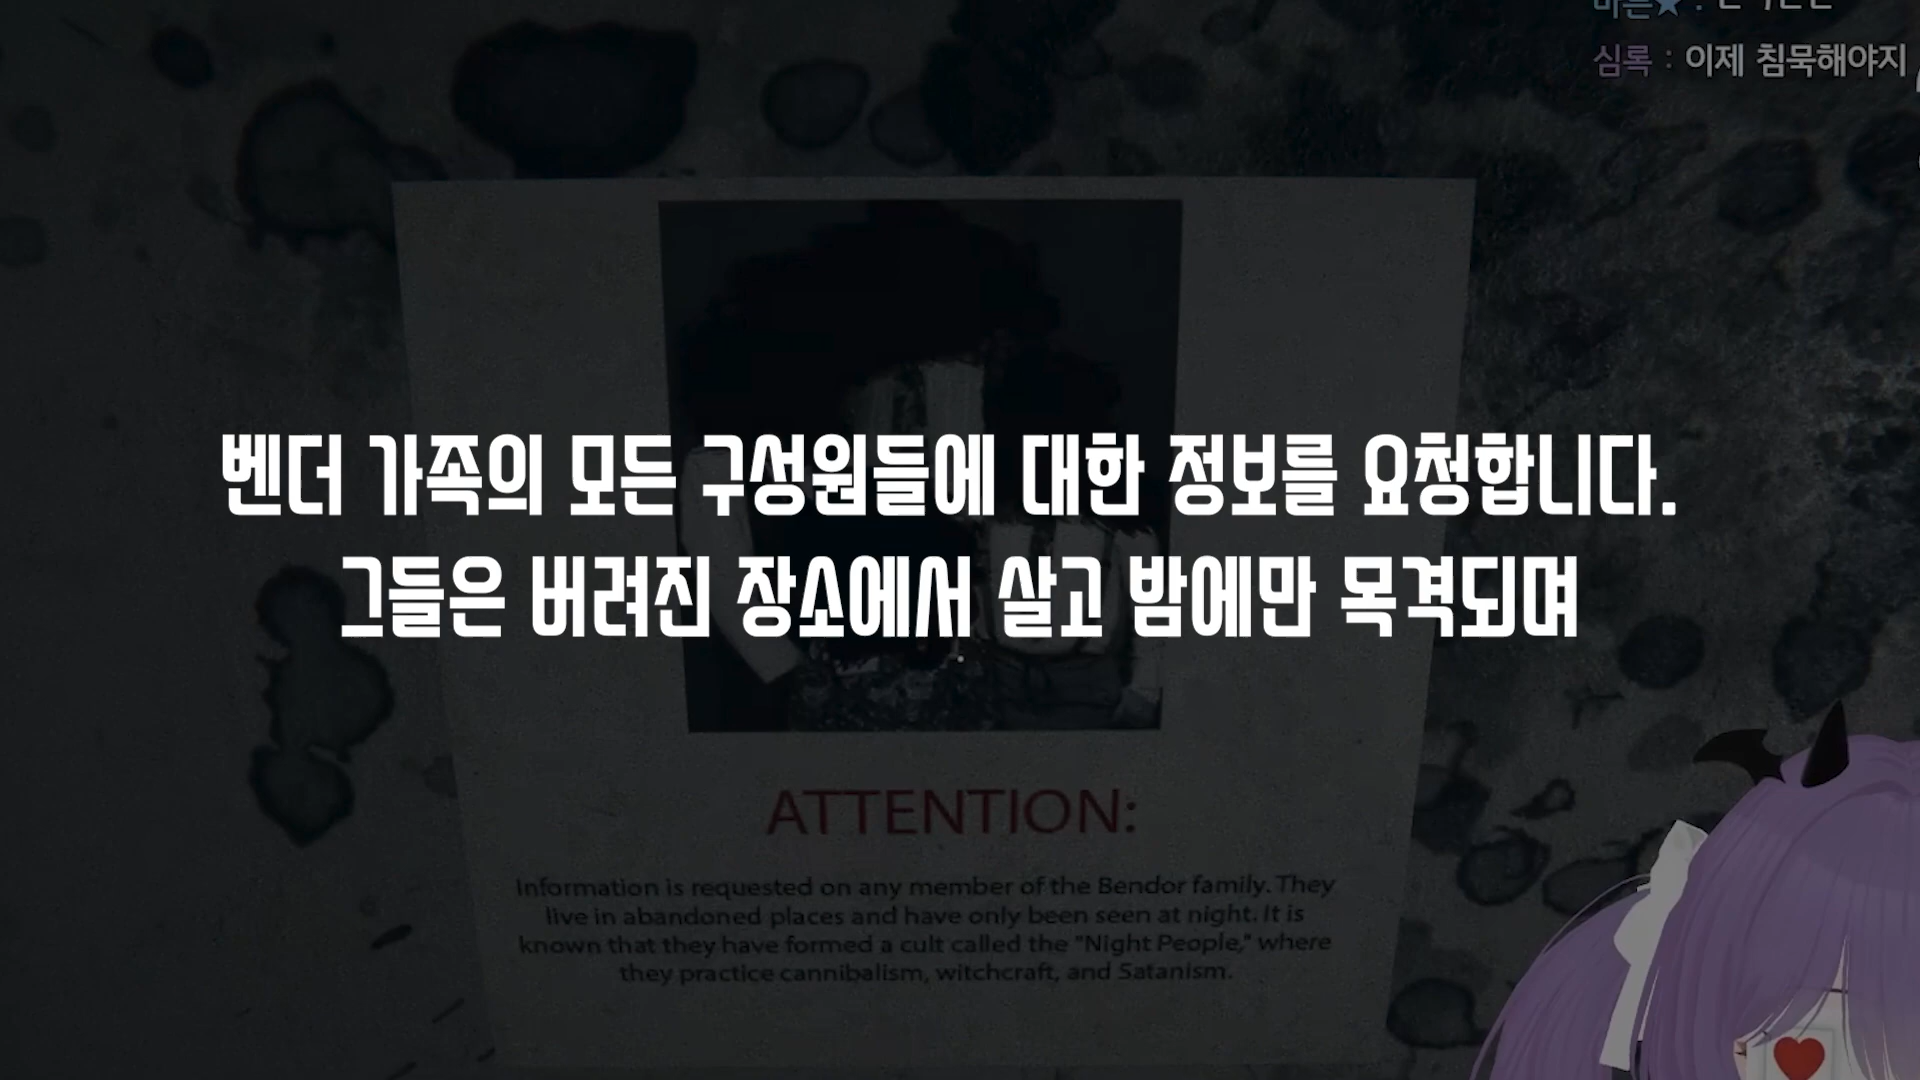 심록 : 이제 침묵해야지
벤더 가족의 모든 구성원들에 대한 정보를 요청합니다.
그들은 버려진 장소에서 살고 밤에만 목격되며
ATTENTION:
Information is requested on any member of the Bendor family. They
live in abandoned places and have only been seen at night. It is
known that they have formed a cult called the "Night People," where
they practice cannibalism, witchcraft, and Satanism.